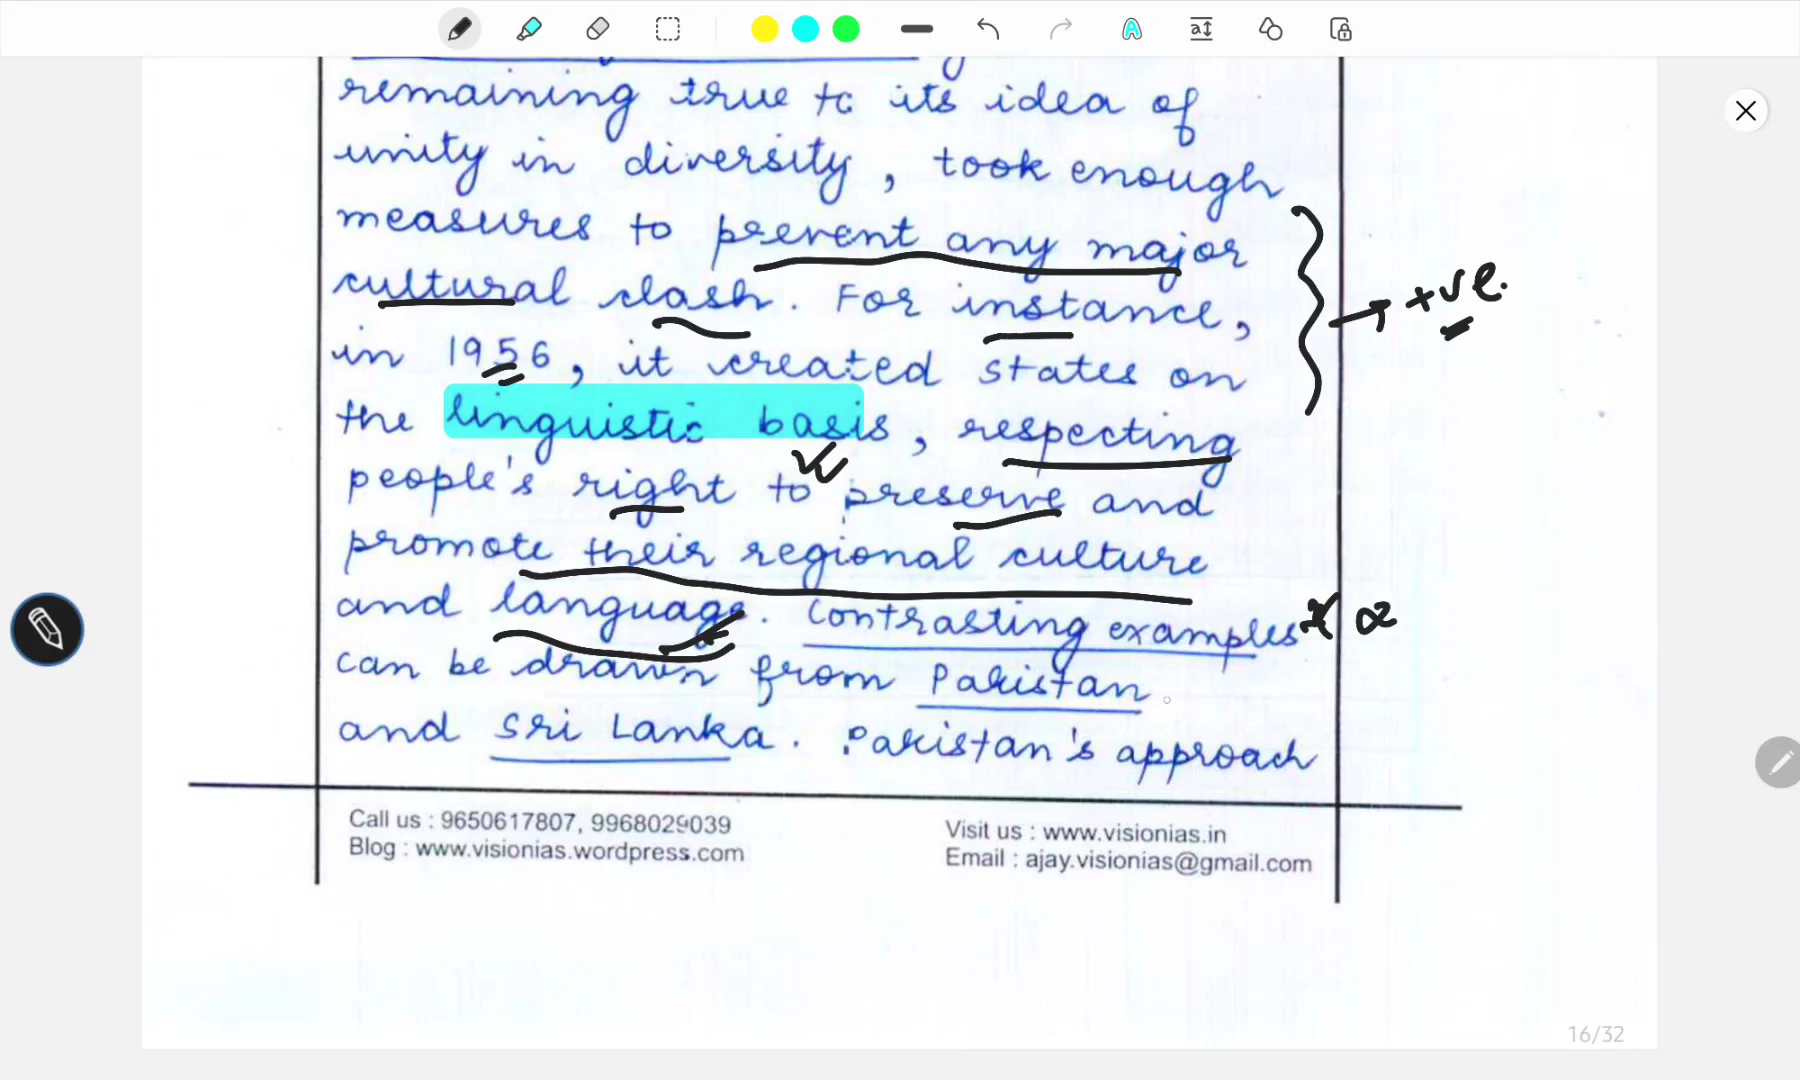 remaining true to its idea of
unity in diversity, took enough
measures to prevent any major
cultural clash. For instance,
in 1956, it created states on
the linguistic basis, respecting
people's right to preserve and
promote their regional culture
and language. Contrasting examples
can be drawn from Pakistan
and Sri Lanka. Pakistan's approach
+ve.
Call us : 9650617807, 9968029039
Blog : www.visionias.wordpress.com
Visit us : www.visionias.in
Email : ajay.visionias@gmail.com
16/32